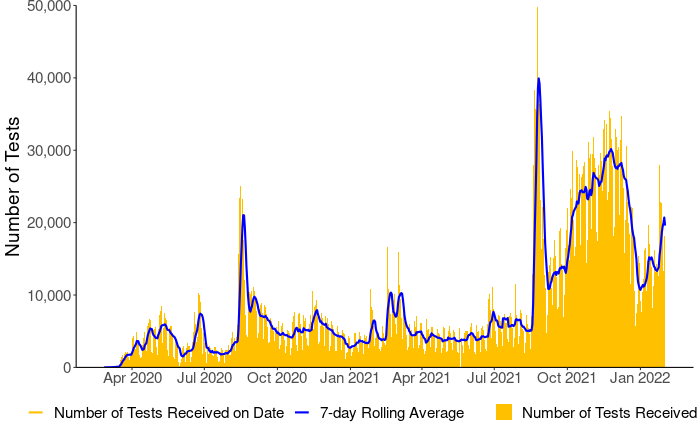 50,000
40,000
30,000
20,000
10,000
0
Number of Tests
Apr 2020 Jul 2020 Oct 2020 Jan 2021 Apr 2021 Jul 2021 Oct 2021 Jan 2022
Number of Tests Received on Date 7-day Rolling Average Number of Tests Received